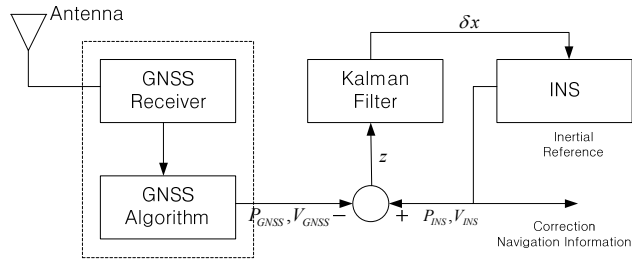 Antenna
δx
GNSS
Receiver
Kalman
Filter
INS
Inertial
Reference
z
GNSS
Algorithm
P_GNSS, V_GNSS −
+ P_INS, V_INS
Correction
Navigation Information